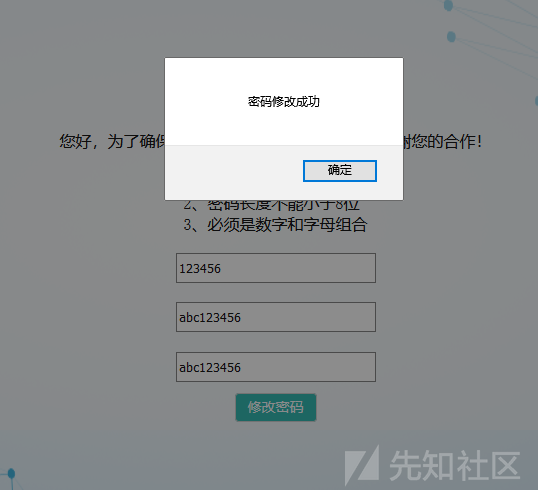 密码修改成功
您好，为了确保
谢您的合作！
确定
2、密码长度不能小于8位
3、必须是数字和字母组合
123456
abc123456
abc123456
修改密码
先知社区